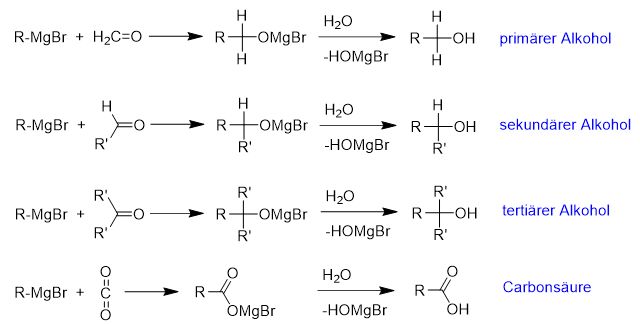 R-MgBr + H₂C=O → R H H OMgBr H₂O -HOMgBr R H H OH primärer Alkohol
R-MgBr + H R' O → R H R' OMgBr H₂O -HOMgBr R H R' OH sekundärer Alkohol
R-MgBr + R' R' O → R R' R' OMgBr H₂O -HOMgBr R R' R' OH tertiärer Alkohol
R-MgBr + O C O → R O OMgBr H₂O -HOMgBr R O OH Carbonsäure